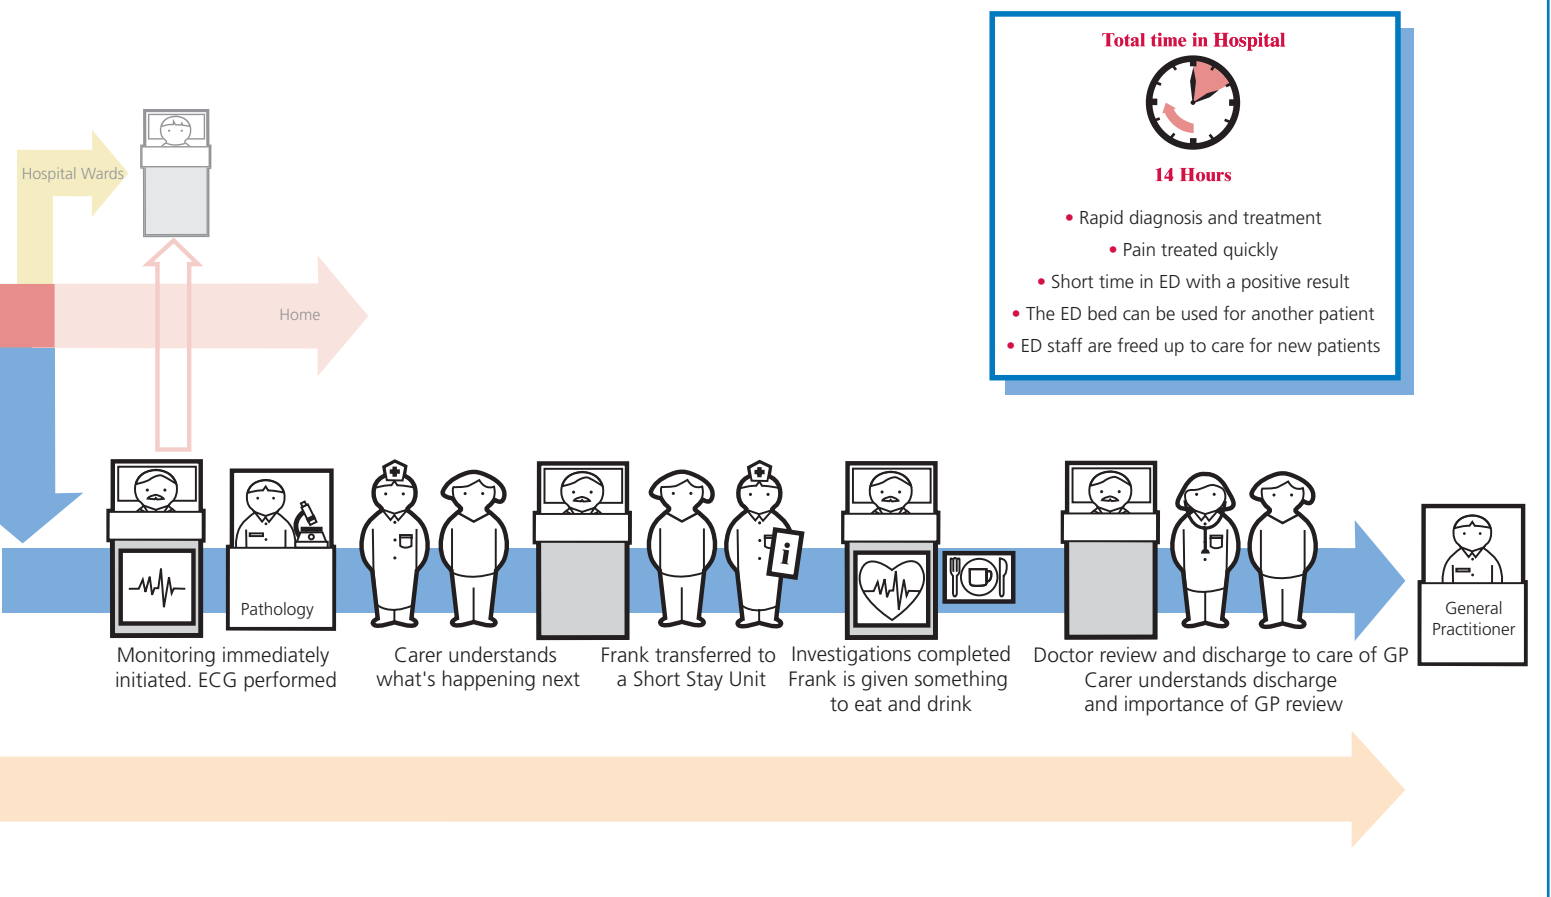 Total time in Hospital
14 Hours
• Rapid diagnosis and treatment
• Pain treated quickly
• Short time in ED with a positive result
• The ED bed can be used for another patient
• ED staff are freed up to care for new patients
Hospital Wards
Home
Pathology
i
General
Practitioner
Monitoring immediately
initiated. ECG performed
Carer understands
what's happening next
Frank transferred to
a Short Stay Unit
Investigations completed
Frank is given something
to eat and drink
Doctor review and discharge to care of GP
Carer understands discharge
and importance of GP review